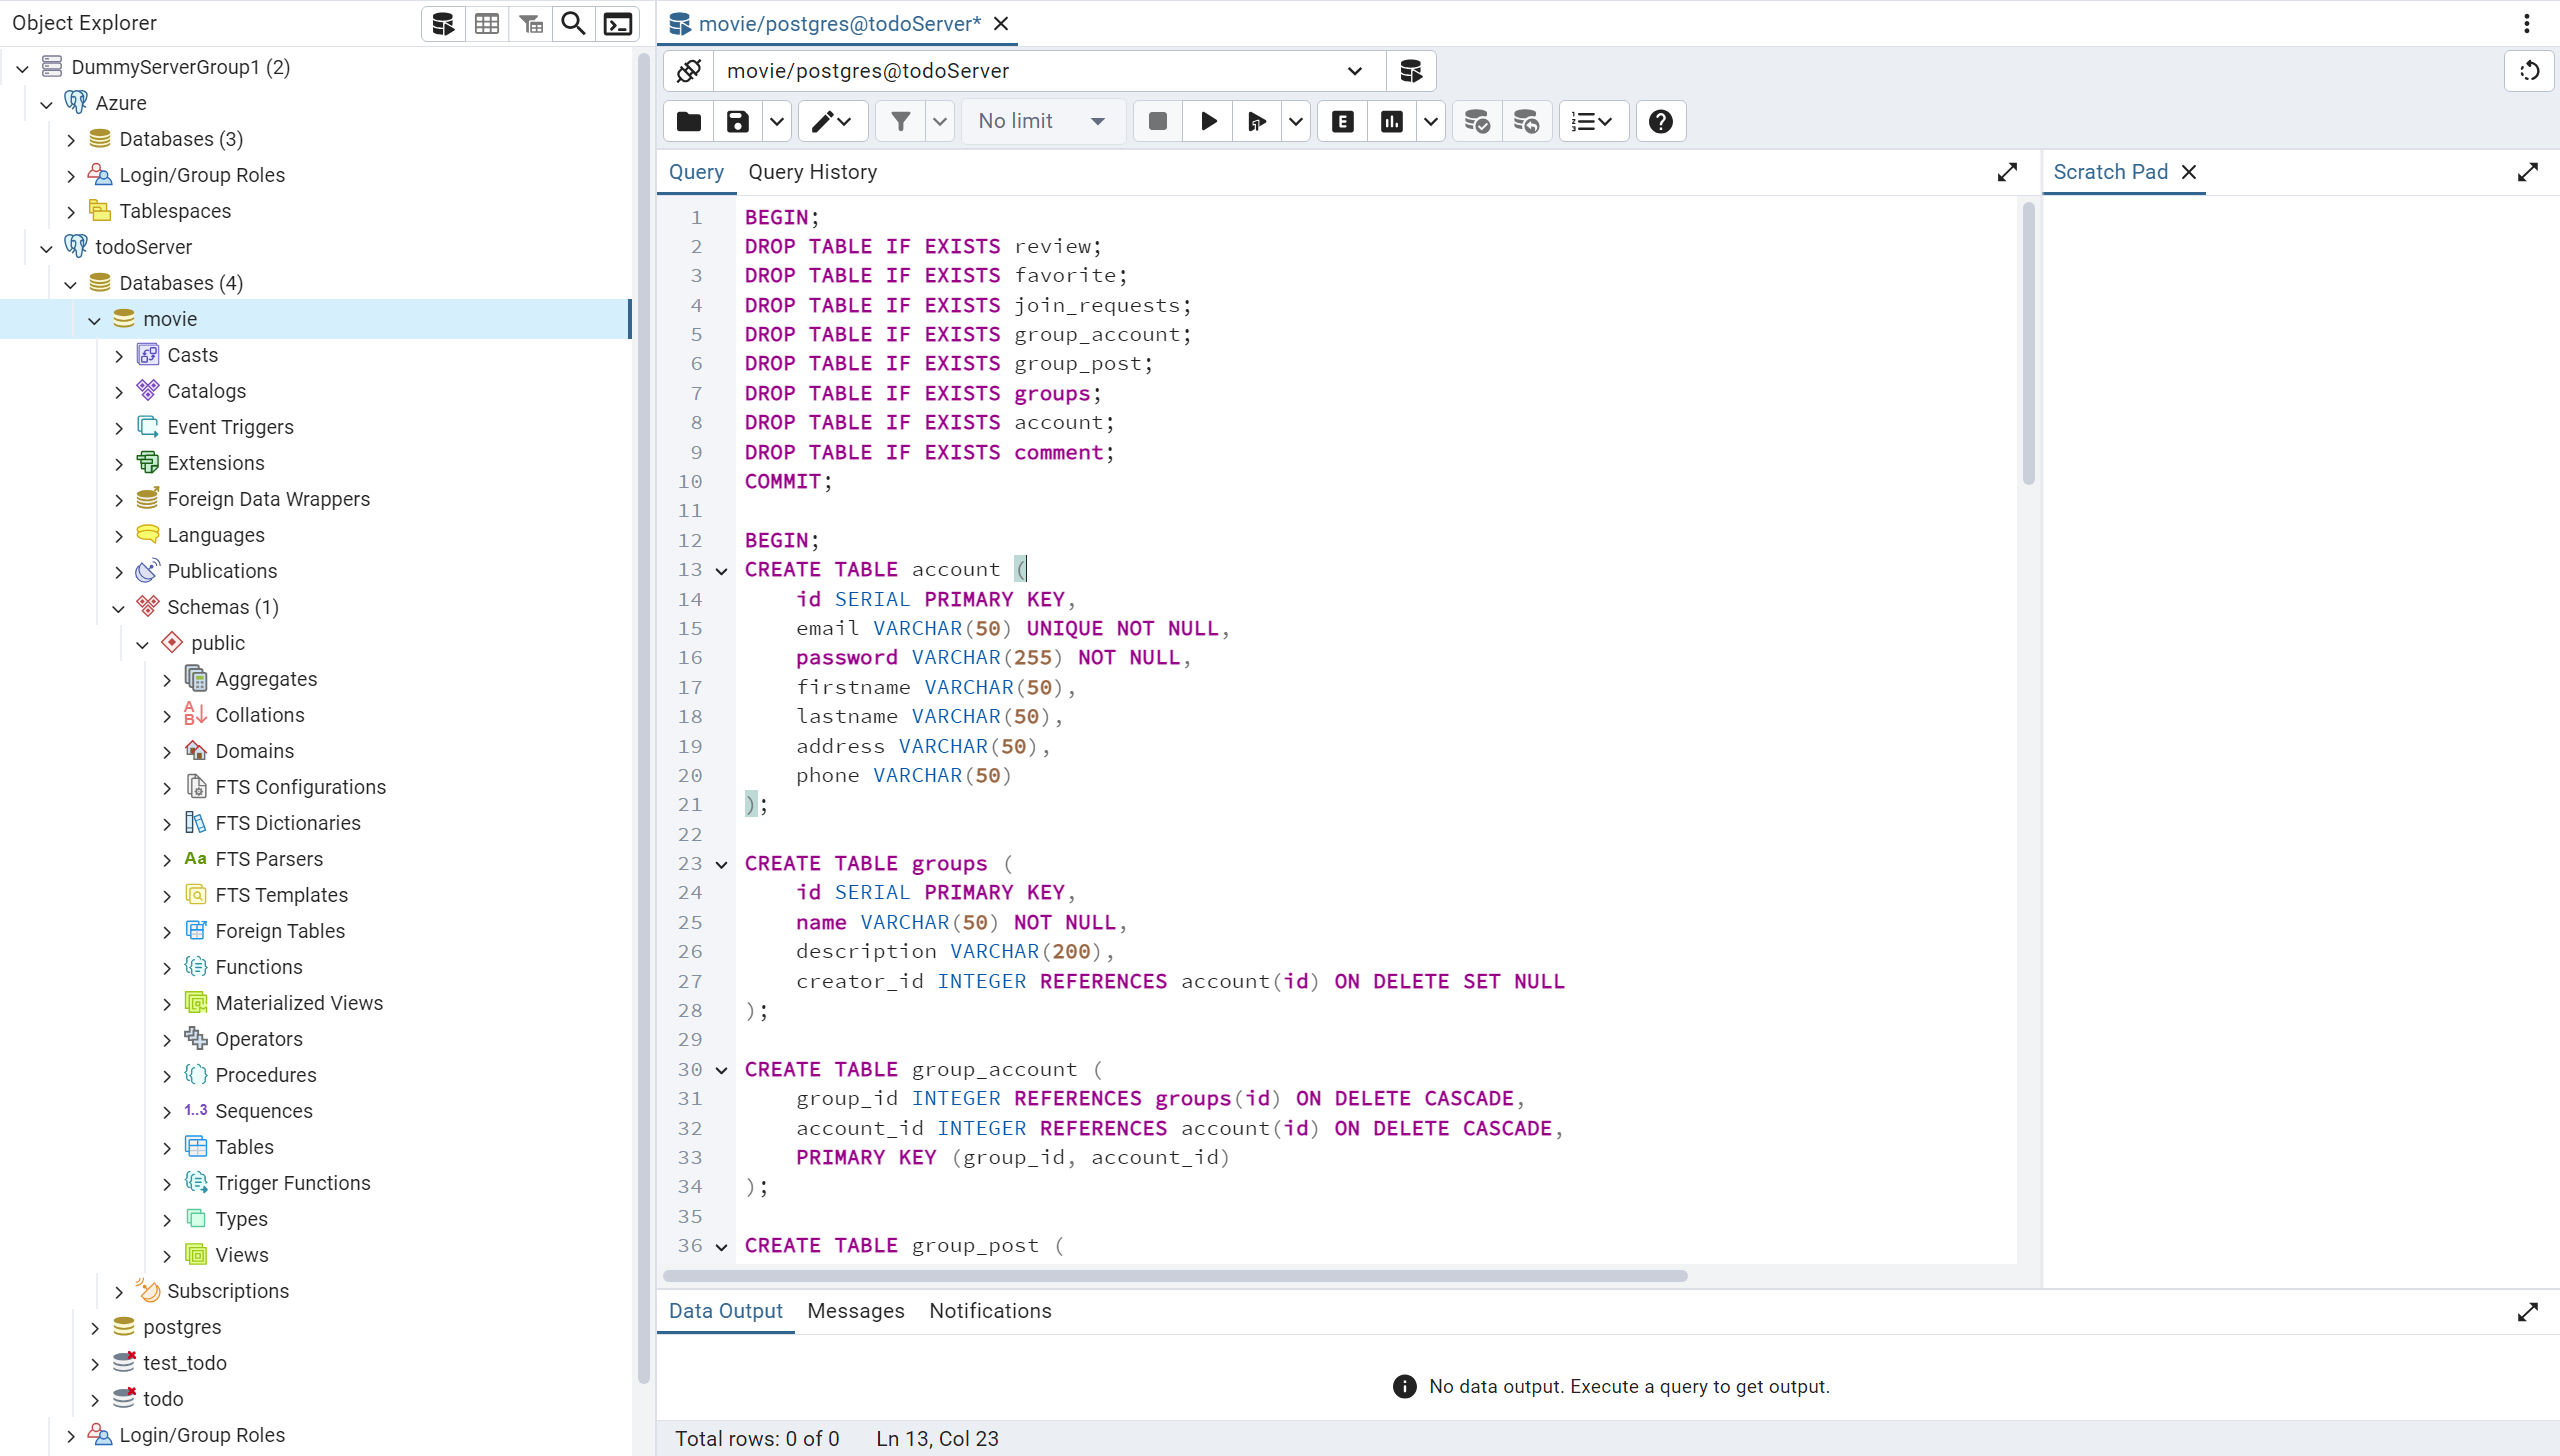 Object Explorer
DummyServerGroup1 (2)
Azure
Databases (3)
Login/Group Roles
Tablespaces
todoServer
Databases (4)
movie
Casts
Catalogs
Event Triggers
Extensions
Foreign Data Wrappers
Languages
Publications
Schemas (1)
public
Aggregates
Collations
Domains
FTS Configurations
FTS Dictionaries
Aa FTS Parsers
FTS Templates
Foreign Tables
Functions
Materialized Views
Operators
Procedures
1..3 Sequences
Tables
Trigger Functions
Types
Views
Subscriptions
postgres
test_todo
todo
Login/Group Roles
movie/postgres@todoServer*
movie/postgres@todoServer
No limit
E
Query Query History
1 BEGIN;
2 DROP TABLE IF EXISTS review;
3 DROP TABLE IF EXISTS favorite;
4 DROP TABLE IF EXISTS join_requests;
5 DROP TABLE IF EXISTS group_account;
6 DROP TABLE IF EXISTS group_post;
7 DROP TABLE IF EXISTS groups;
8 DROP TABLE IF EXISTS account;
9 DROP TABLE IF EXISTS comment;
10 COMMIT;
11
12 BEGIN;
13 CREATE TABLE account (
14 id SERIAL PRIMARY KEY,
15 email VARCHAR(50) UNIQUE NOT NULL,
16 password VARCHAR(255) NOT NULL,
17 firstname VARCHAR(50),
18 lastname VARCHAR(50),
19 address VARCHAR(50),
20 phone VARCHAR(50)
21 );
22
23 CREATE TABLE groups (
24 id SERIAL PRIMARY KEY,
25 name VARCHAR(50) NOT NULL,
26 description VARCHAR(200),
27 creator_id INTEGER REFERENCES account(id) ON DELETE SET NULL
28 );
29
30 CREATE TABLE group_account (
31 group_id INTEGER REFERENCES groups(id) ON DELETE CASCADE,
32 account_id INTEGER REFERENCES account(id) ON DELETE CASCADE,
33 PRIMARY KEY (group_id, account_id)
34 );
35
36 CREATE TABLE group_post (
Scratch Pad
Data Output Messages Notifications
No data output. Execute a query to get output.
Total rows: 0 of 0 Ln 13, Col 23